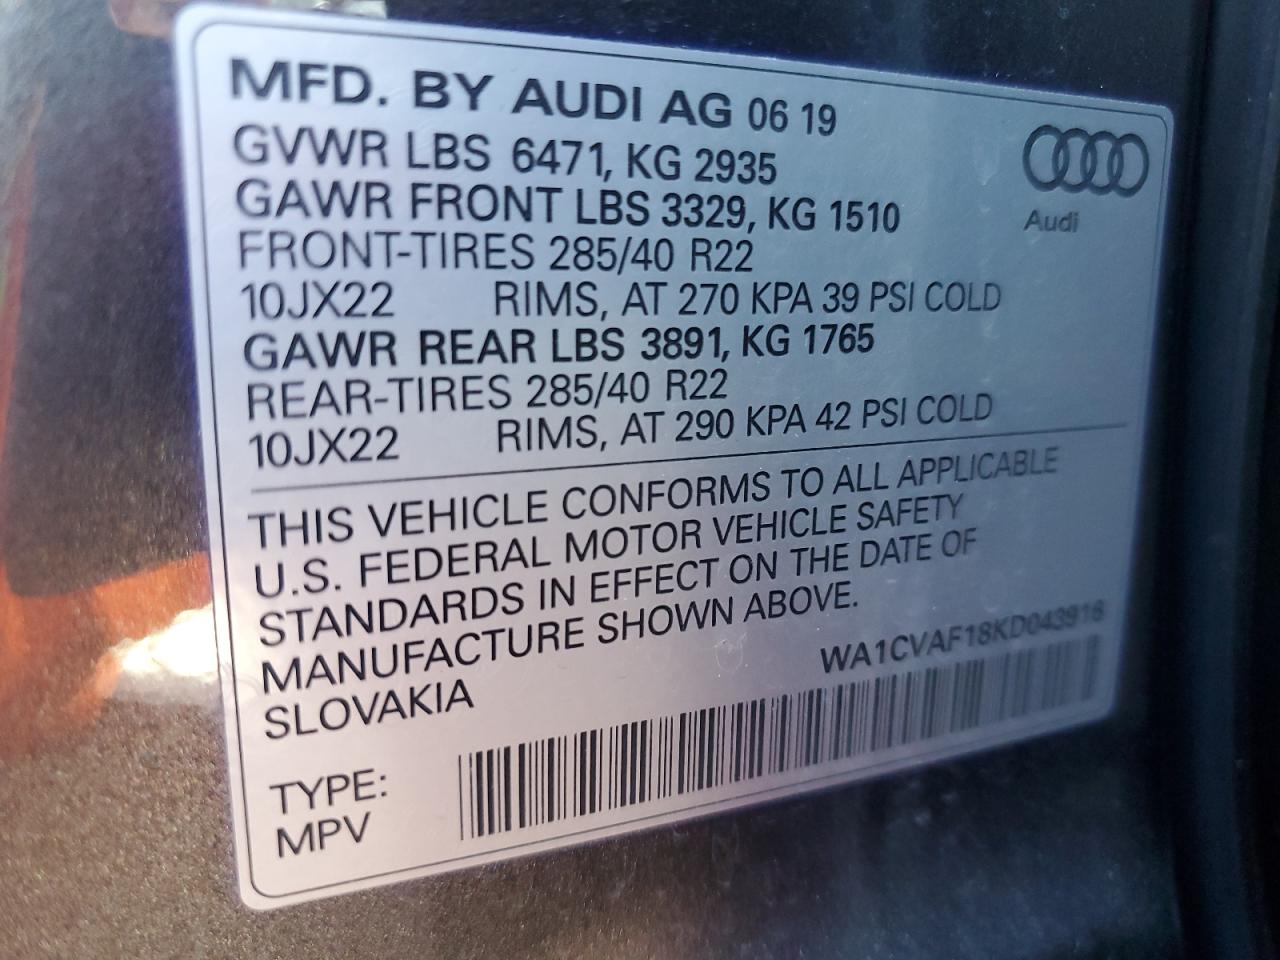 MFD. BY AUDI AG 06 19
GVWR LBS 6471, KG 2935
GAWR FRONT LBS 3329, KG 1510
FRONT-TIRES 285/40 R22
10JX22 RIMS, AT 270 KPA 39 PSI COLD
GAWR REAR LBS 3891, KG 1765
REAR-TIRES 285/40 R22
10JX22 RIMS, AT 290 KPA 42 PSI COLD
Audi
THIS VEHICLE CONFORMS TO ALL APPLICABLE
U.S. FEDERAL MOTOR VEHICLE SAFETY
STANDARDS IN EFFECT ON THE DATE OF
MANUFACTURE SHOWN ABOVE.
SLOVAKIA
WA1CVAF18KD043916
TYPE:
MPV